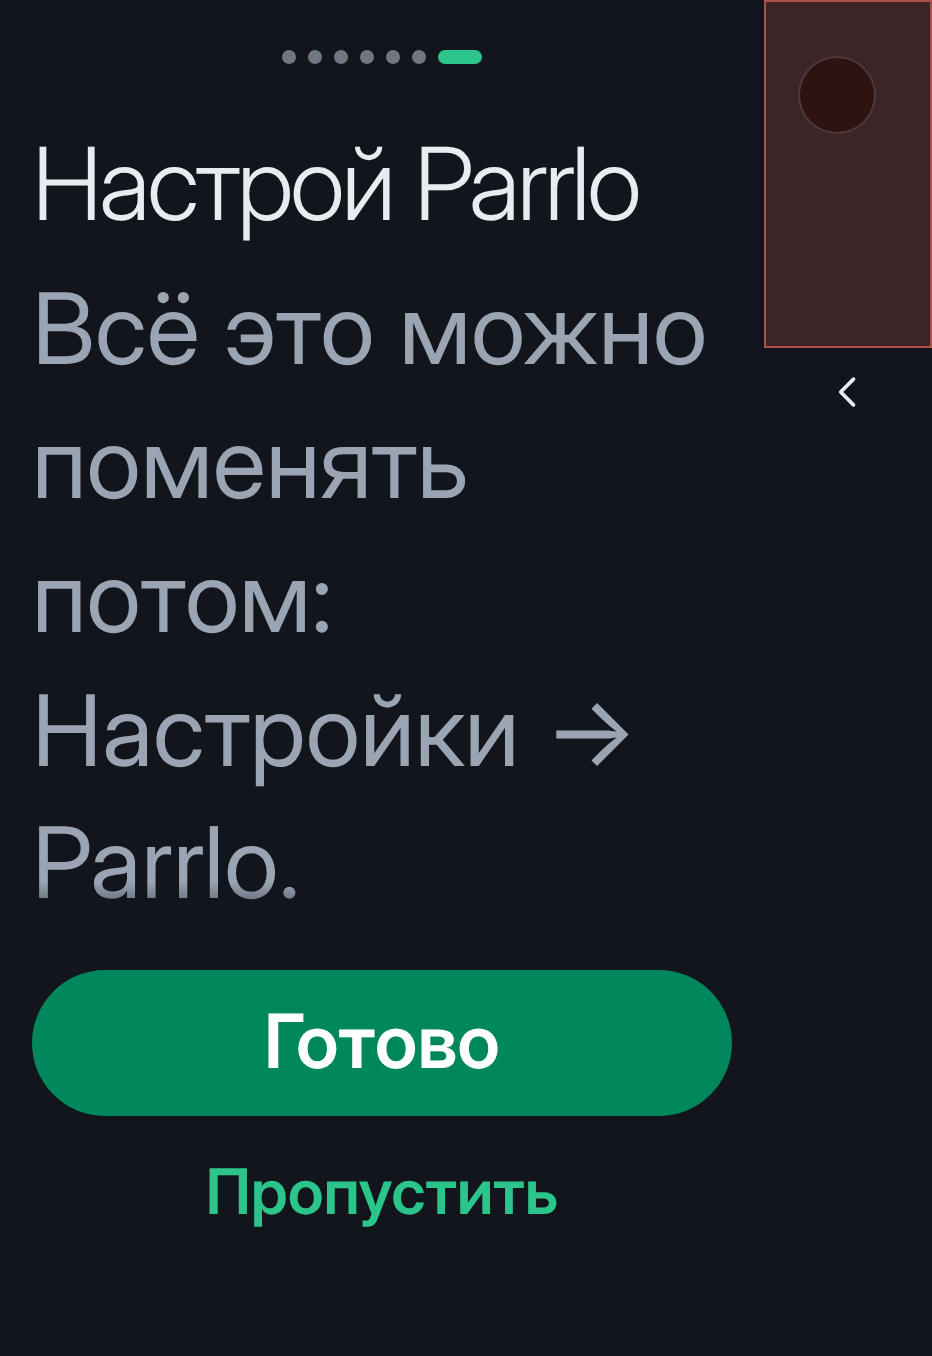 Настрой Parrlo
Всё это можно
поменять
потом:
Настройки →
Parrlo.
Готово
Пропустить